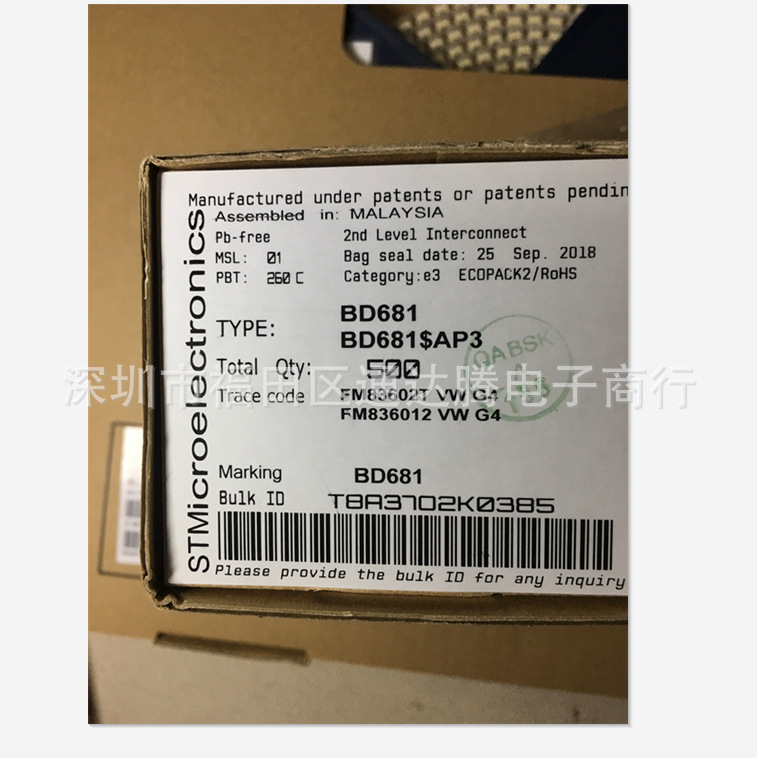 Manufactured under patents or patents pendin
Assembled in: MALAYSIA
Pb-free 2nd Level Interconnect
MSL: 01 Bag seal date: 25 Sep. 2018
PBT: 260 C Category:e3 ECOPACK2/RoHS
TYPE: BD681
BD681$AP3
Total Qty: 500
Trace code FM83602T VW G4
FM836012 VW G4
Marking BD681
Bulk ID T8A3702K0385
Please provide the bulk ID for any inquiry
STMicroelectronics
QABSK
深圳市福田区迪达腾电子商行